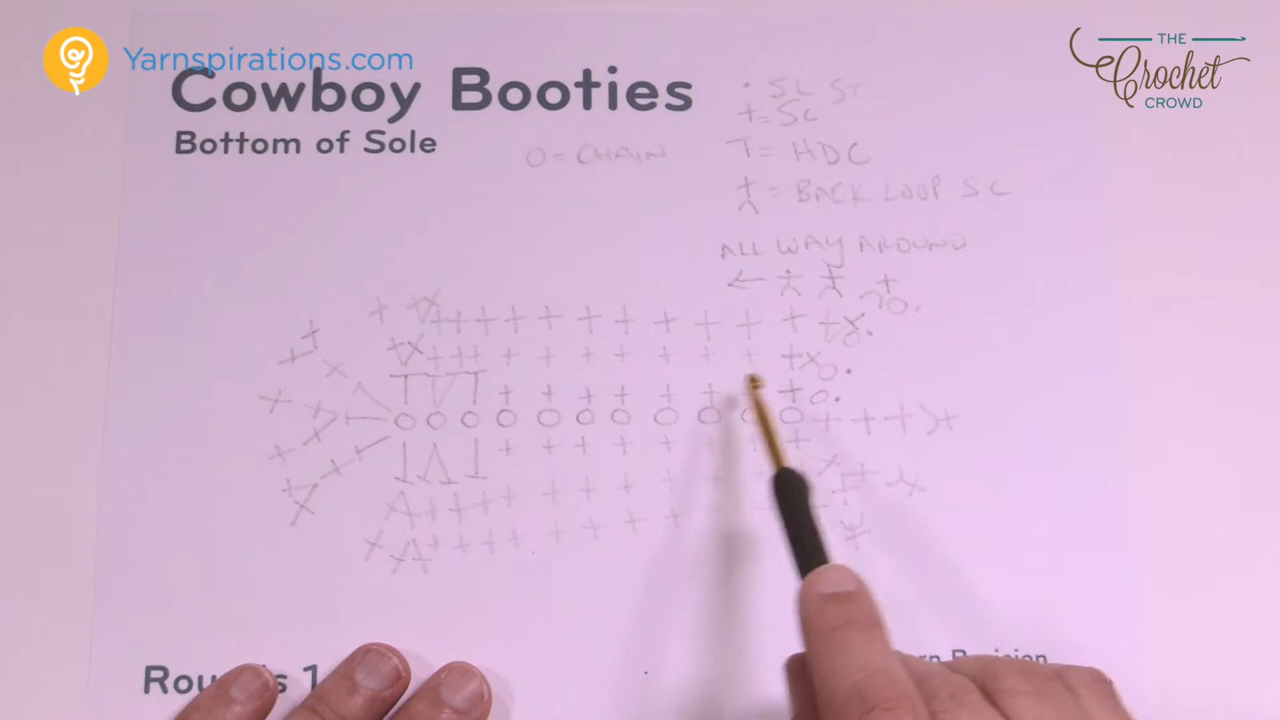 Yarnspirations.com
THE
Crochet
CROWD
Cowboy Booties
Bottom of Sole
• SL ST
+ = SC
O = CHAIN
T = HDC
= BACK LOOP SC
ALL WAY AROUND